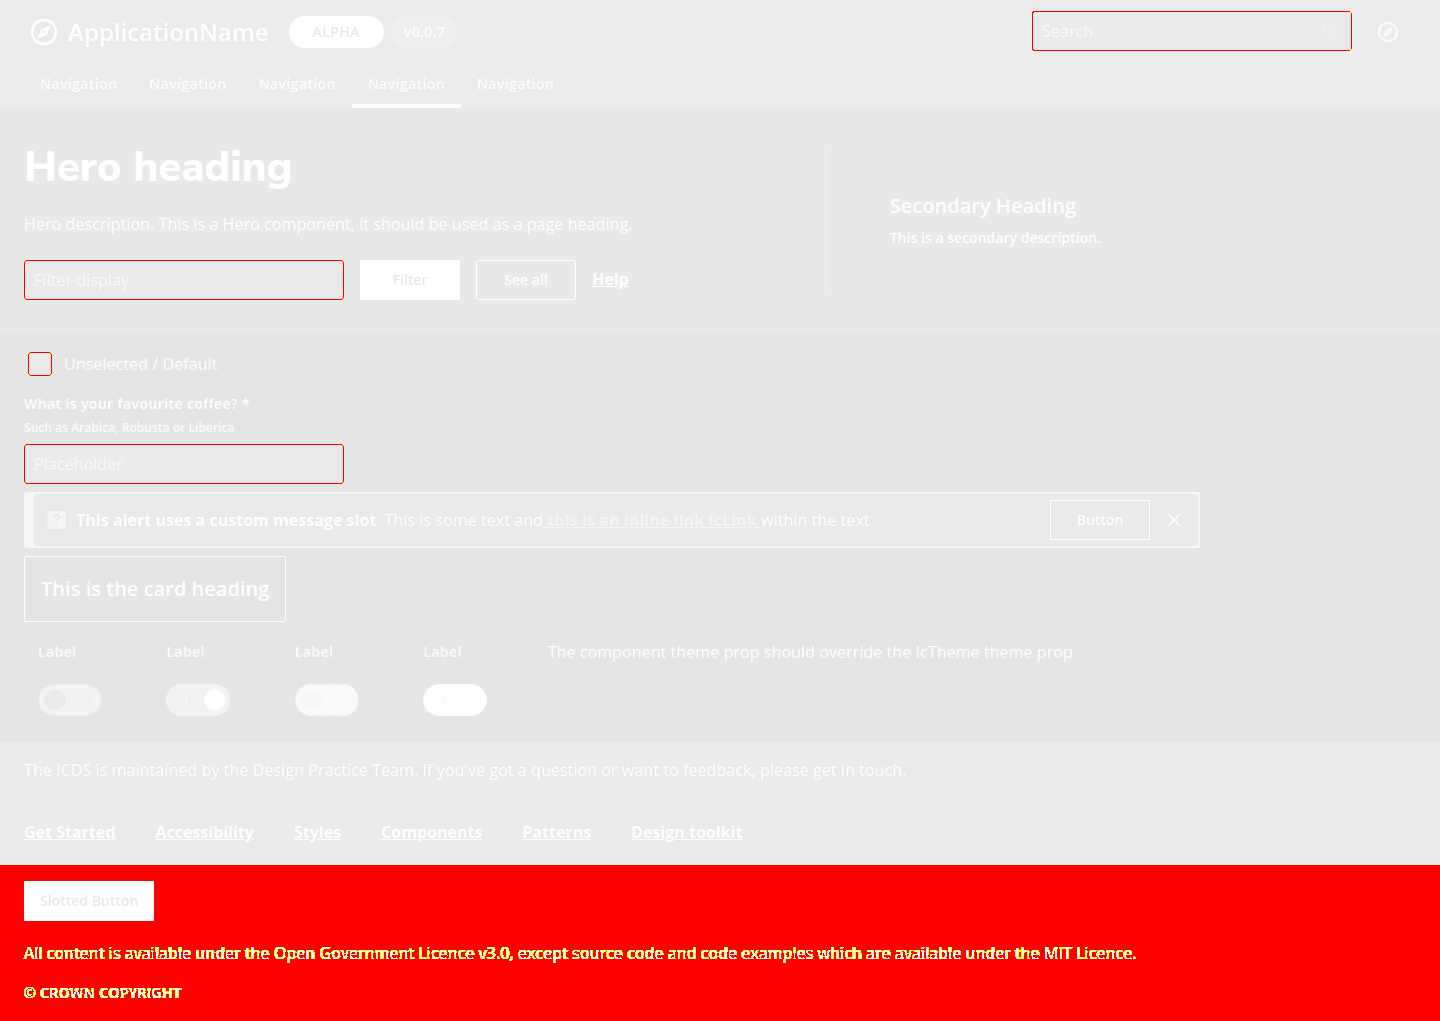 ApplicationName ALPHA v0.0.7 Search
Navigation Navigation Navigation Navigation Navigation
Hero heading
Hero description. This is a Hero component, it should be used as a page heading.
Filter display Filter See all Help
Secondary Heading
This is a secondary description.
Unselected / Default
What is your favourite coffee? *
Such as Arabica, Robusta or Liberica
Placeholder
This alert uses a custom message slot This is some text and this is an inline link IcLink within the text Button
This is the card heading
Label Label Label Label The component theme prop should override the IcTheme theme prop
The ICDS is maintained by the Design Practice Team. If you've got a question or want to feedback, please get in touch.
Get Started Accessibility Styles Components Patterns Design toolkit
Slotted Button
All content is available under the Open Government Licence v3.0, except source code and code examples which are available under the MIT Licence.
© CROWN COPYRIGHT